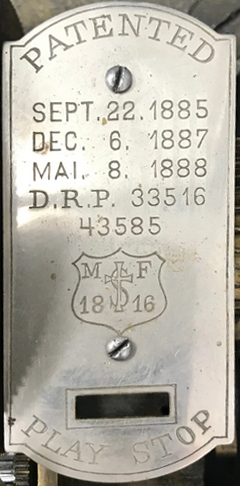 PATENTED
SEPT. 22. 1885
DEC. 6. 1887
MAI. 8. 1888
D.R.P. 33516
43585
M F
18 16
PLAY STOP